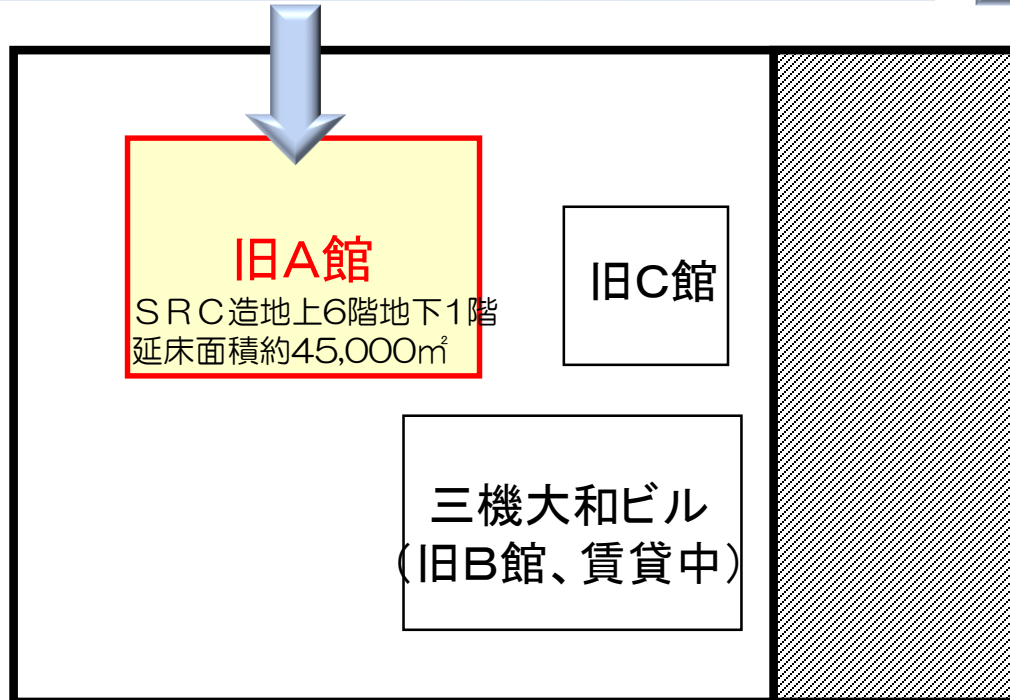 旧A館
SRC造地上6階地下1階
延床面積約45,000㎡
旧C館
三機大和ビル
(旧B館、賃貸中)